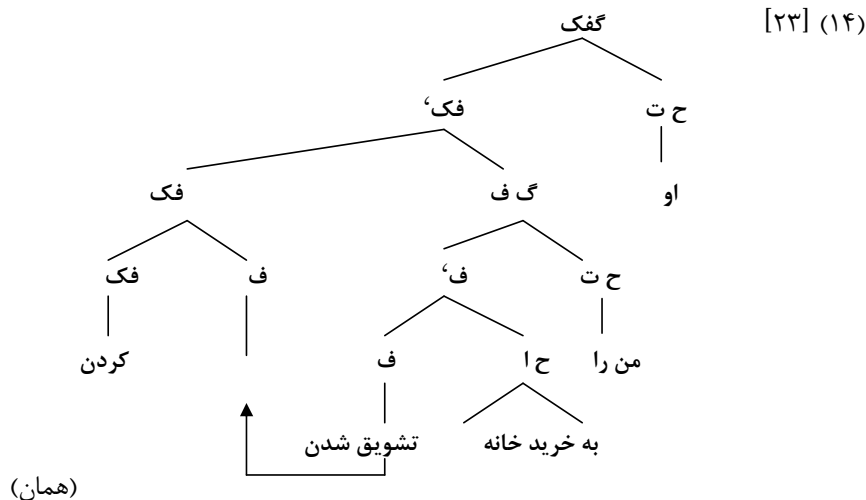 (۱۴) [۲۳] گفک
ح ت فک‘
او گ ف فک
ح ت ف‘ ف فک
من را ح ا ف کردن
به خرید خانه تشویق شدن
(همان)